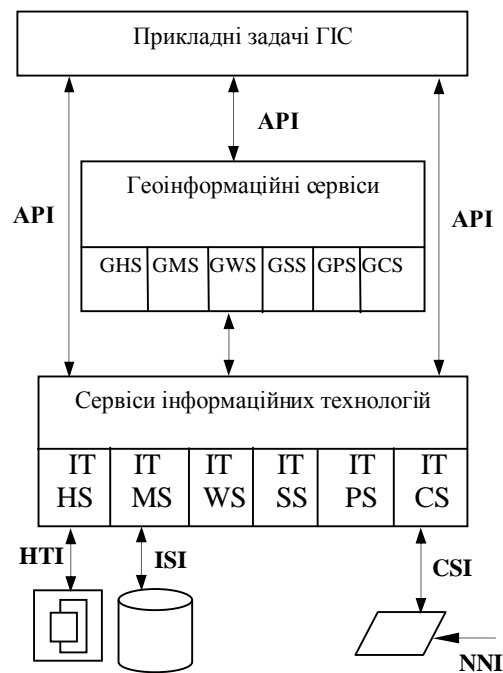 Прикладні задачі ГІС
API
API
API
Геоінформаційні сервіси
GHS GMS GWS GSS GPS GCS
Сервіси інформаційних технологій
IT IT IT IT IT IT
HS MS WS SS PS CS
HTI ISI CSI
NNI